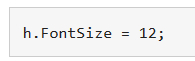 h.FontSize = 12;